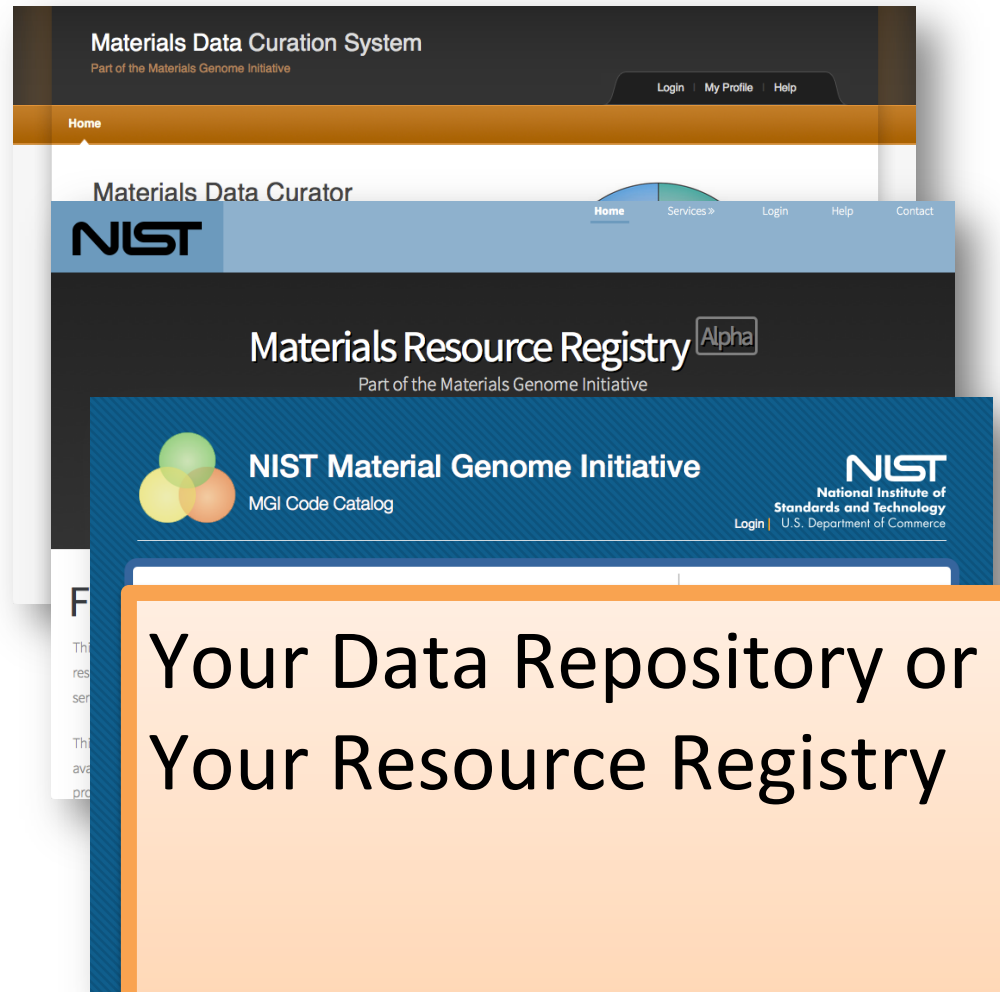 Materials Data Curation System
Part of the Materials Genome Initiative
Login | My Profile | Help
Home
Materials Data Curator
NIST
Home Services » Login Help Contact
Materials Resource Registry Alpha
Part of the Materials Genome Initiative
NIST Material Genome Initiative
MGI Code Catalog
NIST
National Institute of
Standards and Technology
Login | U.S. Department of Commerce
Your Data Repository or
Your Resource Registry